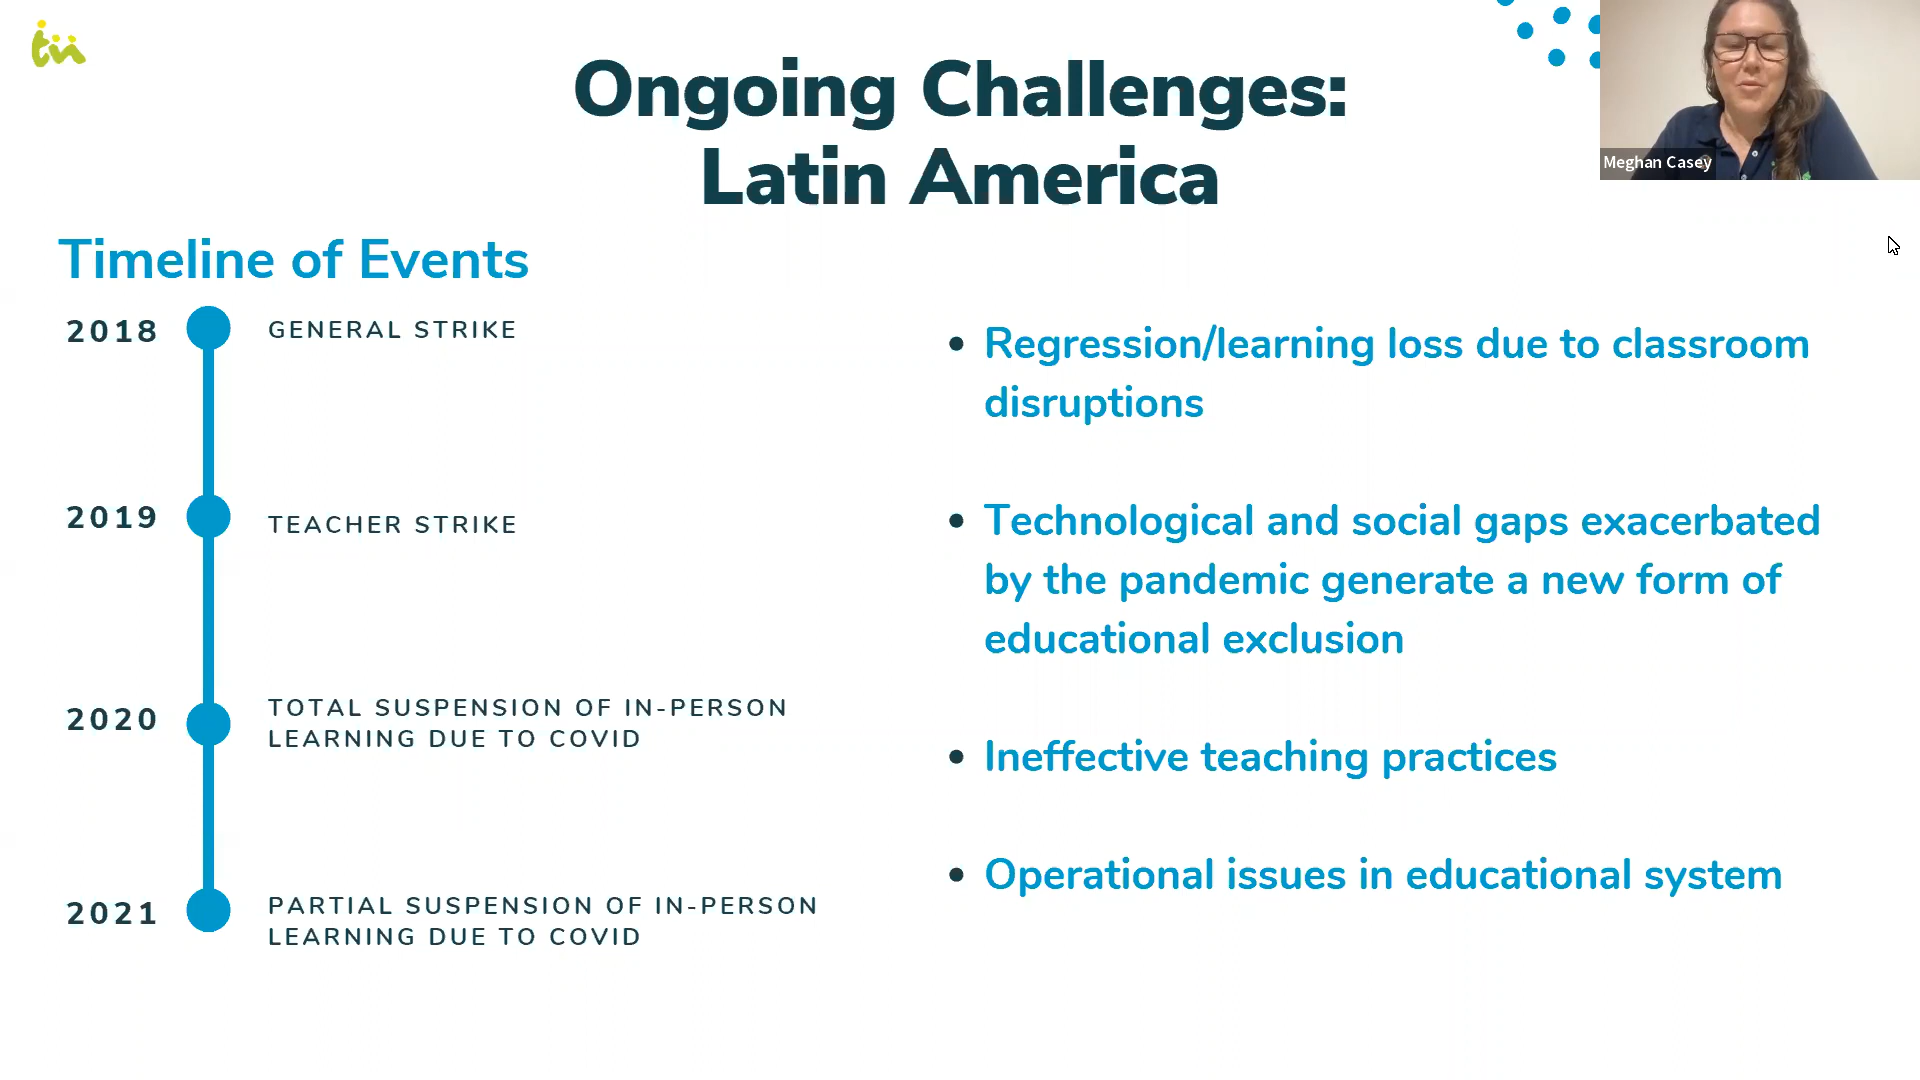 Ongoing Challenges:
Latin America
Meghan Casey
Timeline of Events
2018
GENERAL STRIKE
2019
TEACHER STRIKE
2020
TOTAL SUSPENSION OF IN-PERSON
LEARNING DUE TO COVID
2021
PARTIAL SUSPENSION OF IN-PERSON
LEARNING DUE TO COVID
• Regression/learning loss due to classroom
disruptions
• Technological and social gaps exacerbated
by the pandemic generate a new form of
educational exclusion
• Ineffective teaching practices
• Operational issues in educational system